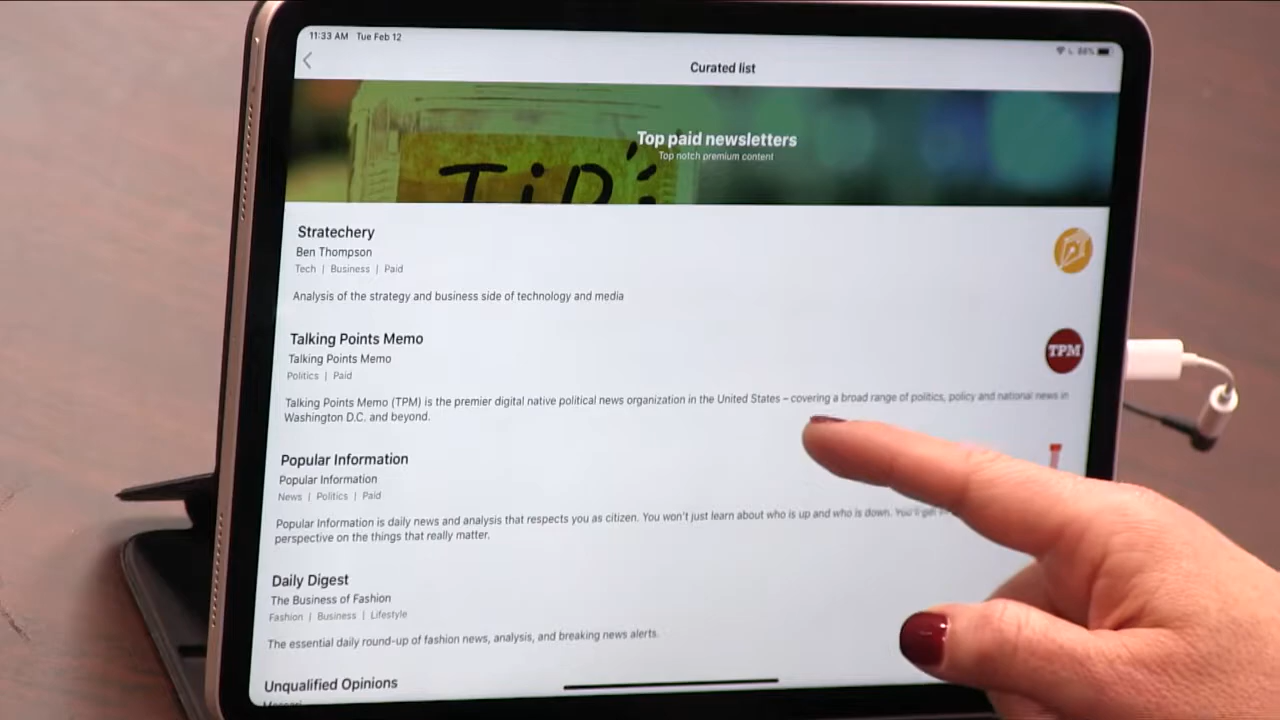 11:33 AM Tue Feb 12
88%
Curated list
Top paid newsletters
Top notch premium content
TiP
Stratechery
Ben Thompson
Tech | Business | Paid
Analysis of the strategy and business side of technology and media
Talking Points Memo
Talking Points Memo
TPM
Politics | Paid
Talking Points Memo (TPM) is the premier digital native political news organization in the United States – covering a broad range of politics, policy and national news in
Washington D.C. and beyond.
Popular Information
Popular Information
News | Politics | Paid
Popular Information is daily news and analysis that respects you as citizen. You won't just learn about who is up and who is down. You'll get
perspective on the things that really matter.
Daily Digest
The Business of Fashion
Fashion | Business | Lifestyle
The essential daily round-up of fashion news, analysis, and breaking news alerts.
Unqualified Opinions